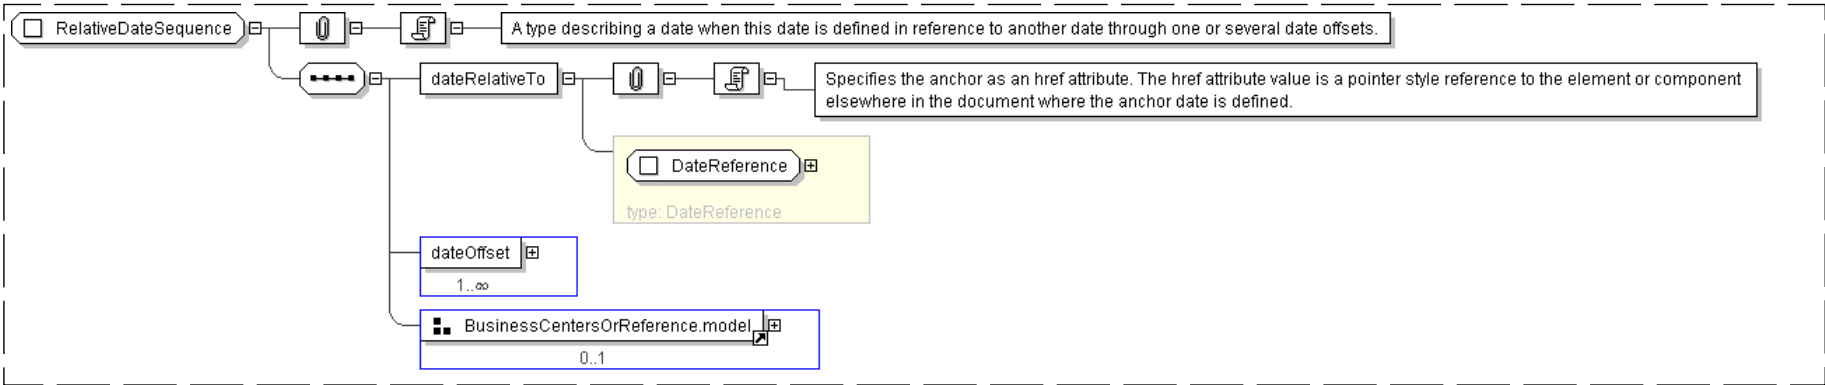 RelativeDateSequence
A type describing a date when this date is defined in reference to another date through one or several date offsets.
dateRelativeTo
Specifies the anchor as an href attribute. The href attribute value is a pointer style reference to the element or component
elsewhere in the document where the anchor date is defined.
DateReference
type: DateReference
dateOffset
1..∞
BusinessCentersOrReference.model
0..1